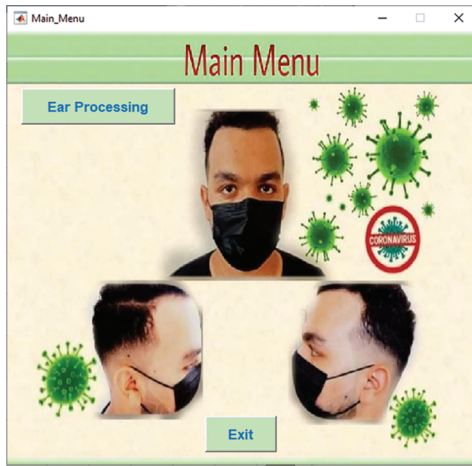 Main_Menu
Main Menu
Ear Processing
CORONAVIRUS
Exit